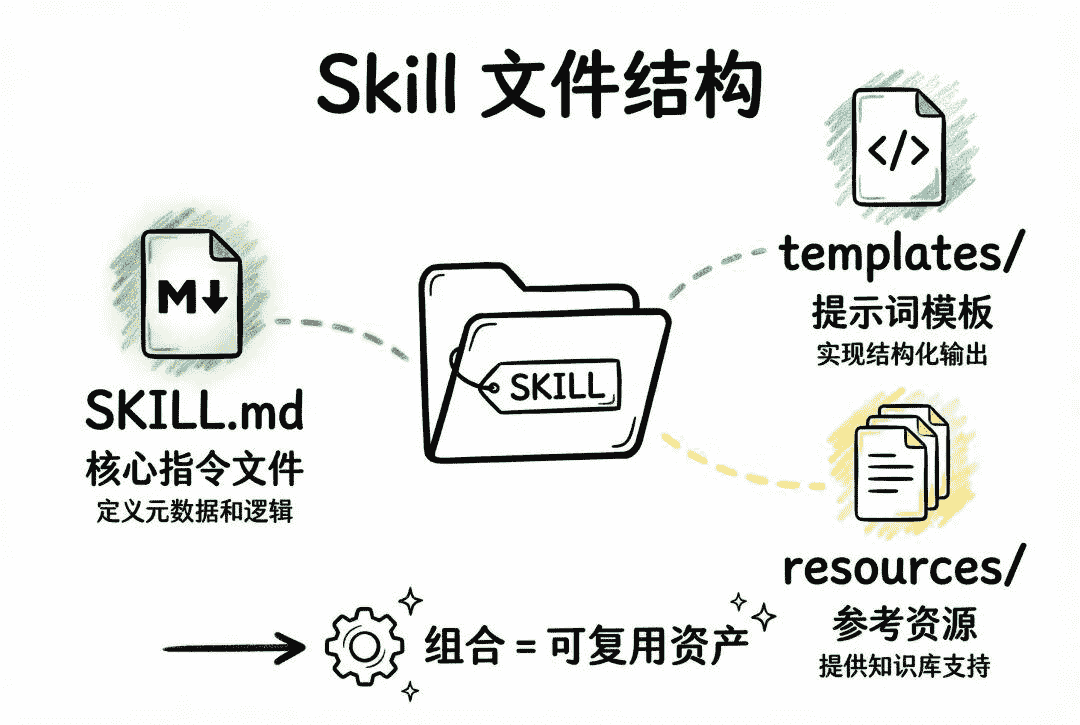 Skill 文件结构
M
SKILL.md
核心指令文件
定义元数据和逻辑
SKILL
</>
templates/
提示词模板
实现结构化输出
resources/
参考资源
提供知识库支持
组合 = 可复用资产